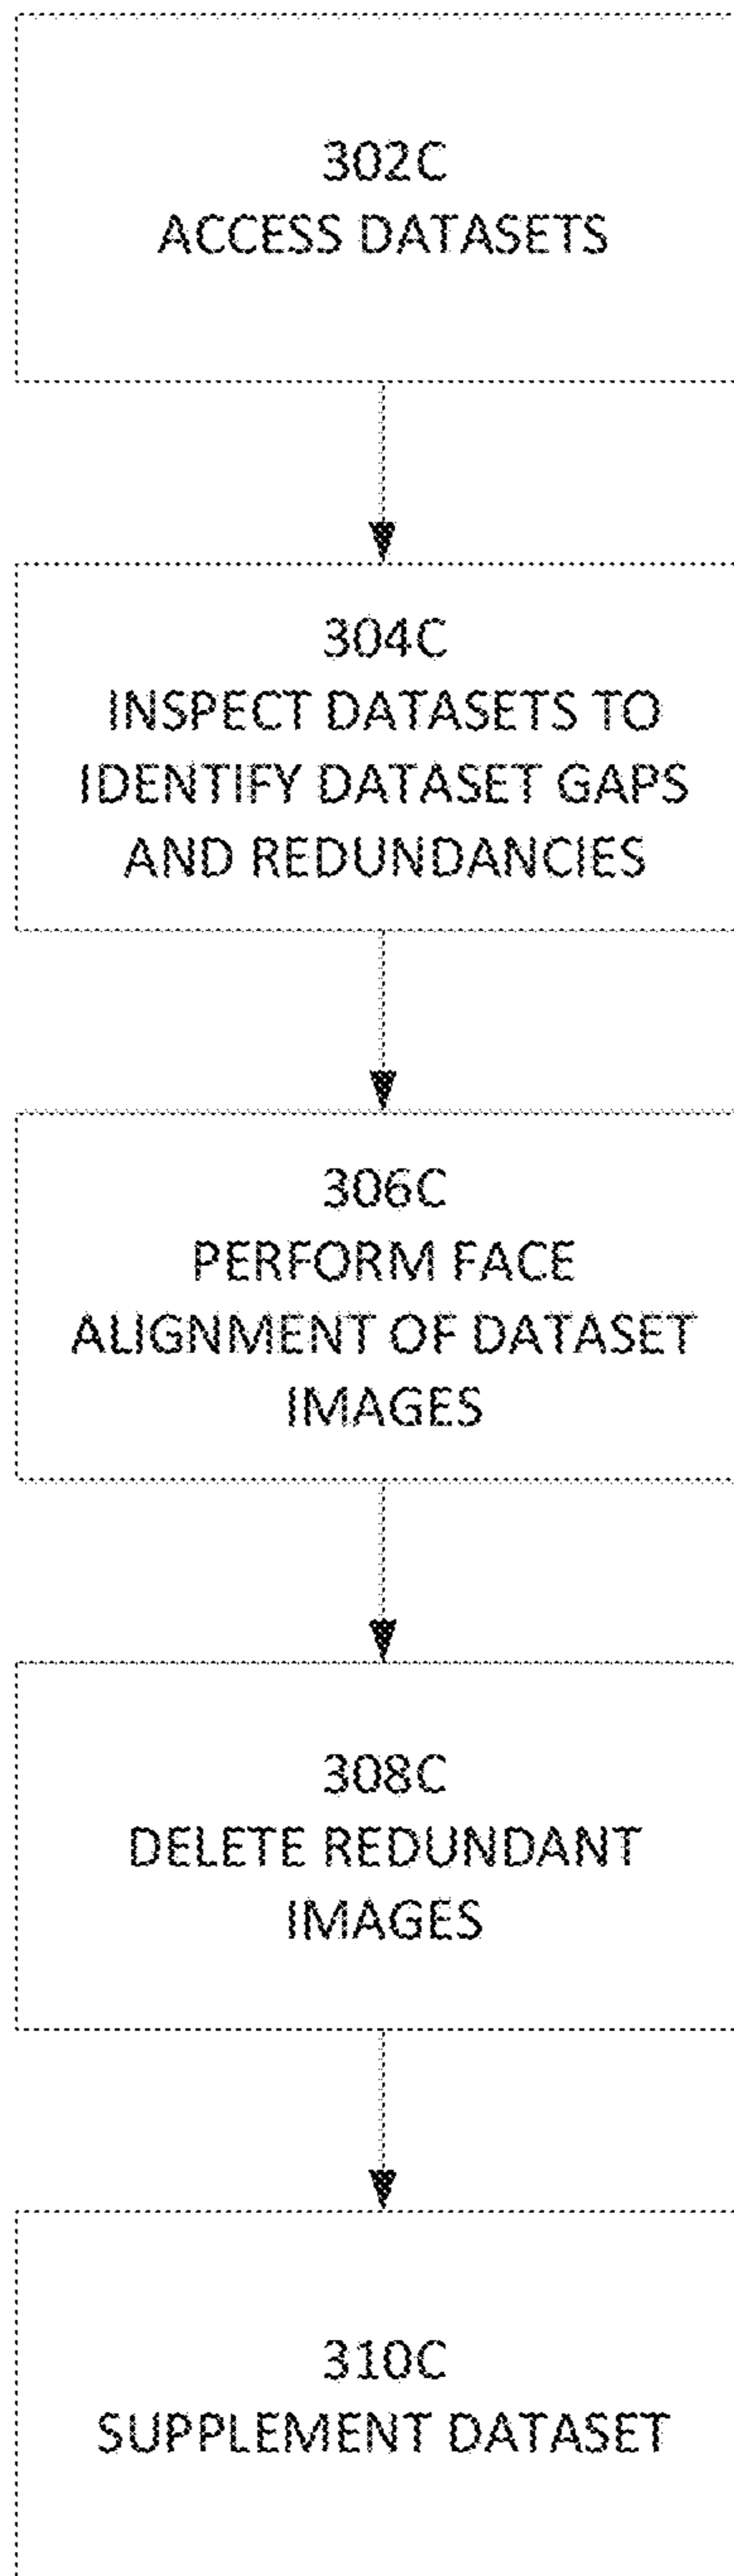 302C
ACCESS DATASETS
304C
INSPECT DATASETS TO
IDENTIFY DATASET GAPS
AND REDUNDANCIES
306C
PERFORM FACE
ALIGNMENT OF DATASET
IMAGES
308C
DELETE REDUNDANT
IMAGES
310C
SUPPLEMENT DATASET